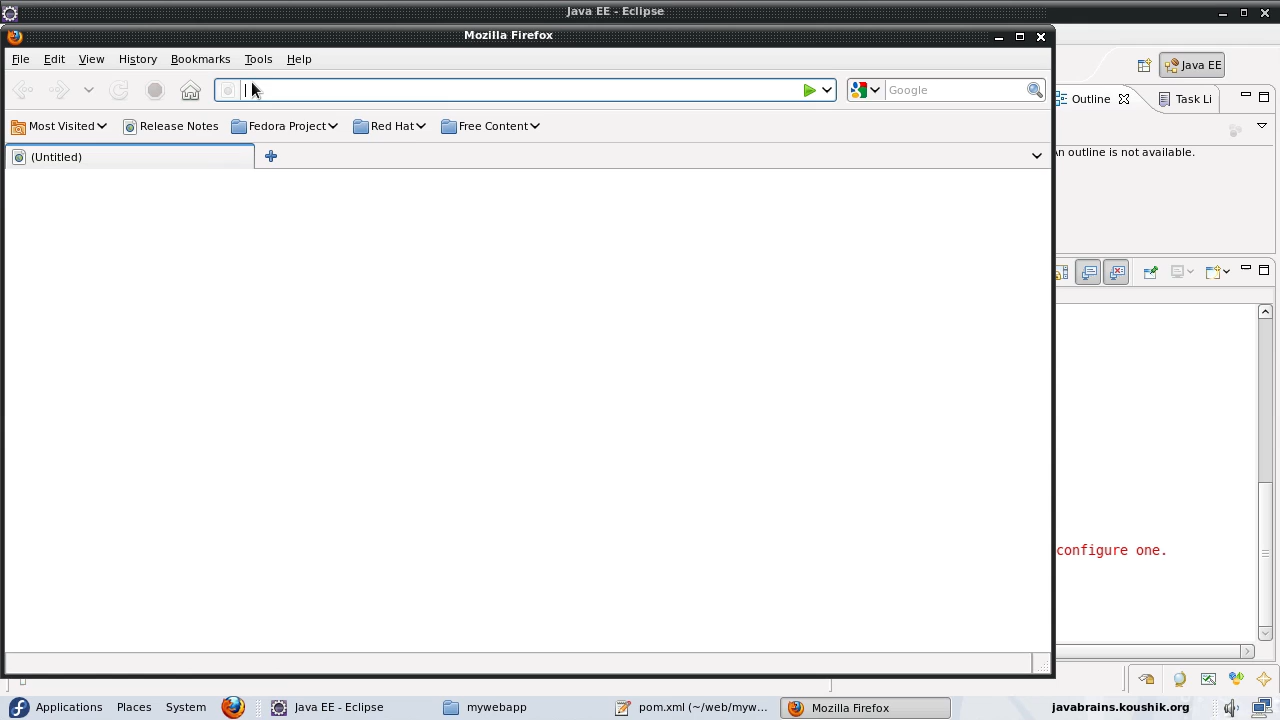 Java EE - Eclipse
Mozilla Firefox
File Edit View History Bookmarks Tools Help
Java EE
Google
Outline Task Li
Most Visited Release Notes Fedora Project Red Hat Free Content
(Untitled)
An outline is not available.
configure one.
Applications Places System Java EE - Eclipse mywebapp pom.xml (~/web/myw... Mozilla Firefox javabrains.koushik.org